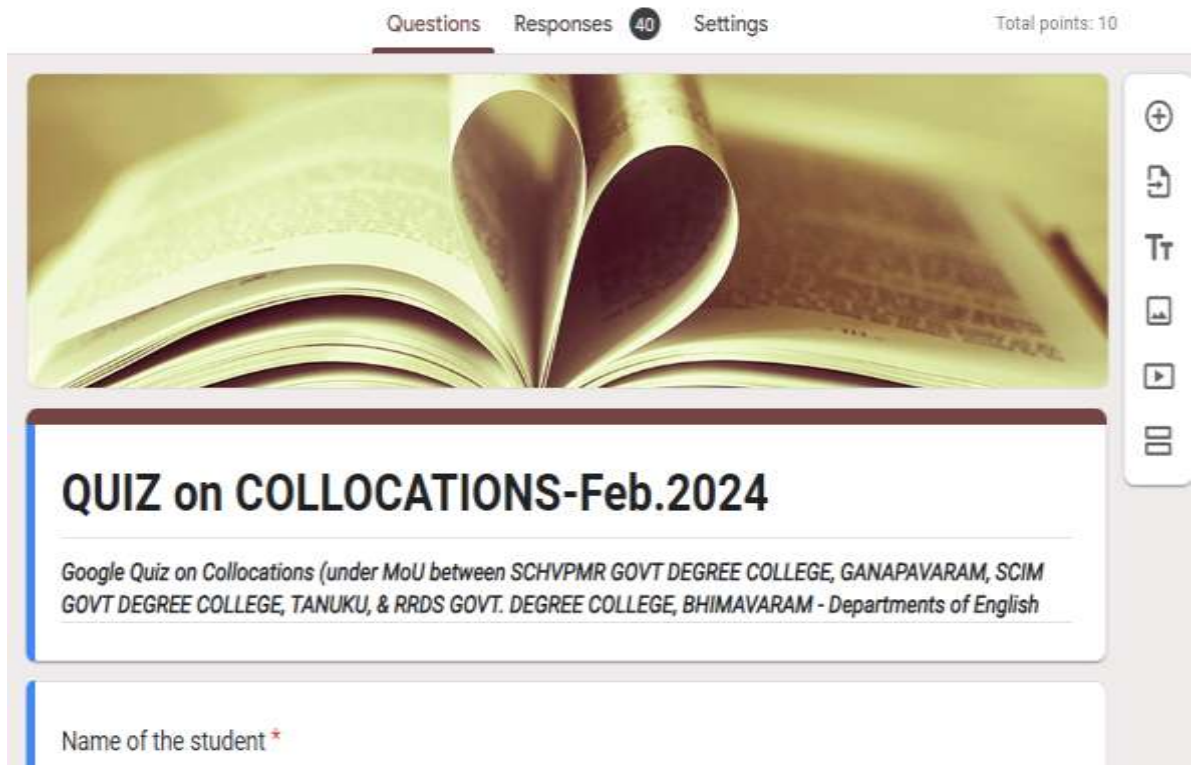 Questions Responses 40 Settings Total points: 10
QUIZ on COLLOCATIONS-Feb.2024
Google Quiz on Collocations (under MoU between SCHVPMR GOVT DEGREE COLLEGE, GANAPAVARAM, SCIM
GOVT DEGREE COLLEGE, TANUKU, & RRDS GOVT. DEGREE COLLEGE, BHIMAVARAM - Departments of English
Name of the student *